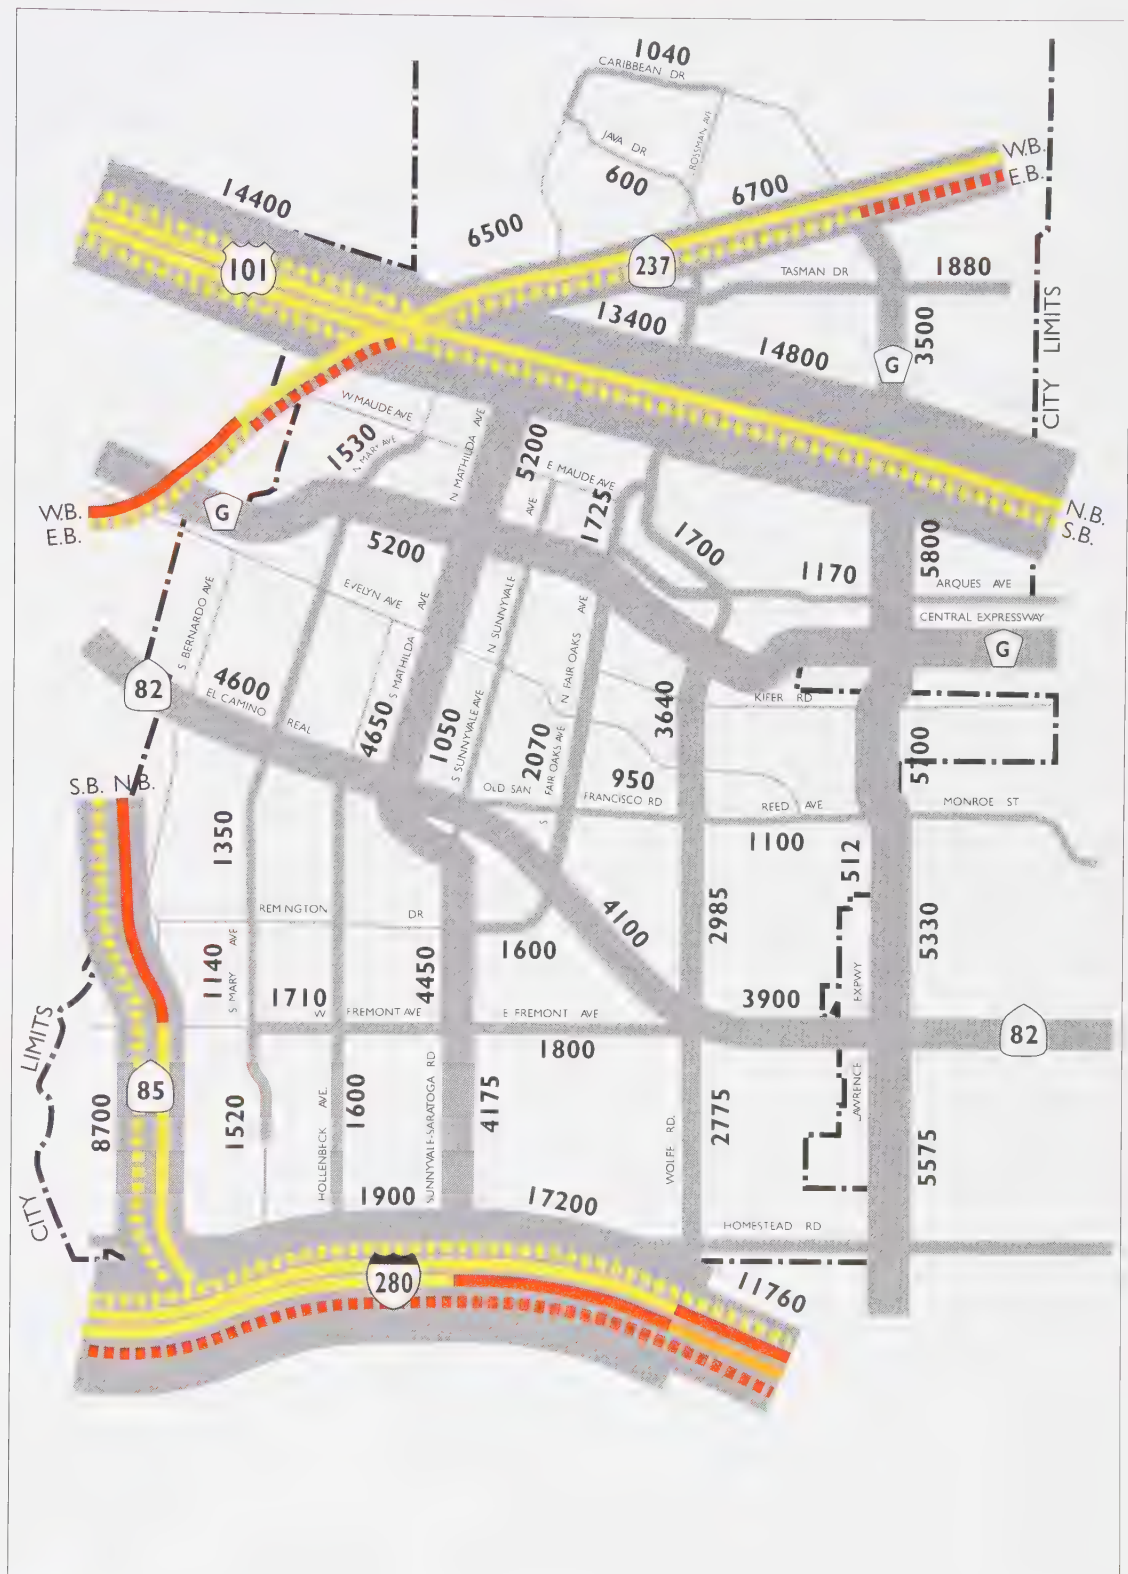 1040
CARIBBEAN DR
JAVA DR
ROSSMAN AVE
600
W.B.
E.B.
6700
14400
6500
101
237
TASMAN DR
1880
13400
3500
14800
G
CITY LIMITS
W MAUDE AVE
1530
N MARY AVE
N MATHILDA AVE
5200
E MAUDE AVE
AVE
1725
W.B.
E.B.
G
N.B.
S.B.
5200
1700
1170
5800
ARQUES AVE
CENTRAL EXPRESSWAY
G
S BERNARDO AVE
EVELYN AVE
S MATHILDA AVE
N SUNNYVALE
N FAIR OAKS AVE
82
4600
EL CAMINO REAL
4650
1050
S SUNNYVALE AVE
2070
S FAIR OAKS AVE
3640
KIFER RD
5700
S.B. N.B.
950
OLD SAN FRANCISCO RD
REED AVE
MONROE ST
1100
1350
512
REMINGTON DR
4100
2985
5330
1600
1140
S MARY AVE
4450
1710
W FREMONT AVE
E FREMONT AVE
3900
EXPWY
82
1800
LIMITS
CITY
85
8700
1520
HOLLENBECK AVE.
1600
SUNNYVALE-SARATOGA RD
4175
WOLFE RD.
2775
LAWRENCE
5575
1900
17200
HOMESTEAD RD
280
11760